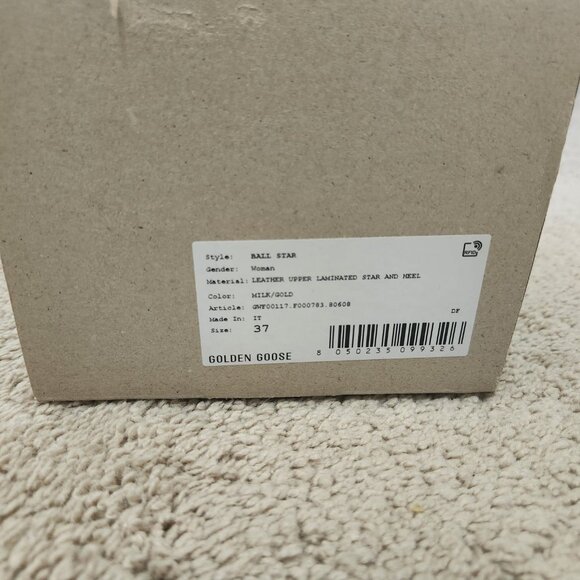 Style: BALL STAR
Gender: Woman
Material: LEATHER UPPER LAMINATED STAR AND HEEL
Color: MILK/GOLD
Article: GWF00117.F000783.80608
Made In: IT DF
Size: 37
GOLDEN GOOSE 8 050235 099326